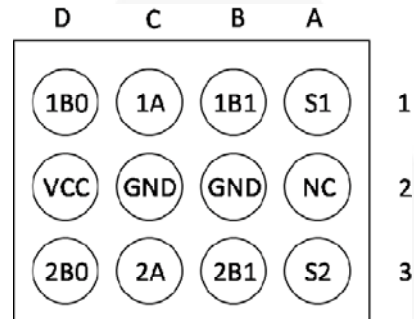 D C B A
1B0 1A 1B1 S1 1
VCC GND GND NC 2
2B0 2A 2B1 S2 3